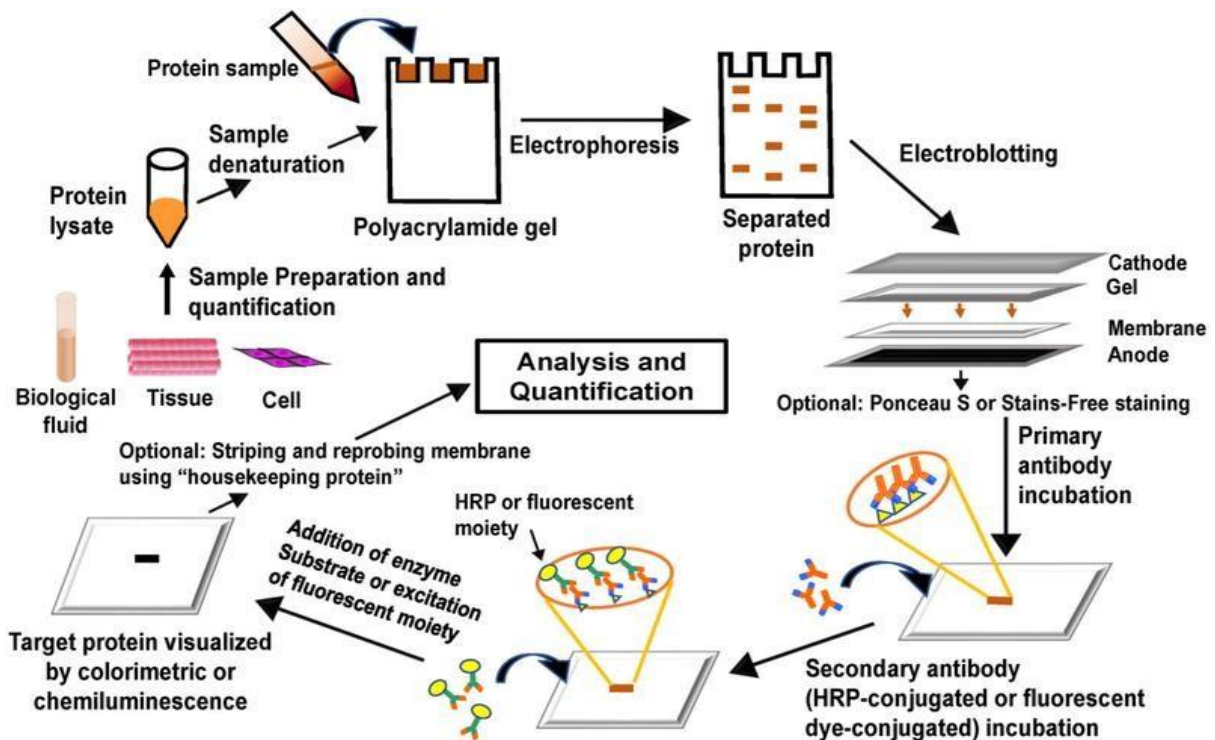 Protein sample
Sample
denaturation
Protein
lysate
Polyacrylamide gel
Electrophoresis
Separated
protein
Electroblotting
Cathode
Gel
Membrane
Anode
Sample Preparation and
quantification
Biological
fluid
Tissue
Cell
Analysis and
Quantification
Optional: Ponceau S or Stains-Free staining
Primary
antibody
incubation
Optional: Striping and reprobing membrane
using “housekeeping protein”
HRP or fluorescent
moiety
Addition of enzyme
Substrate or excitation
of fluorescent moiety
Target protein visualized
by colorimetric or
chemiluminescence
Secondary antibody
(HRP-conjugated or fluorescent
dye-conjugated) incubation